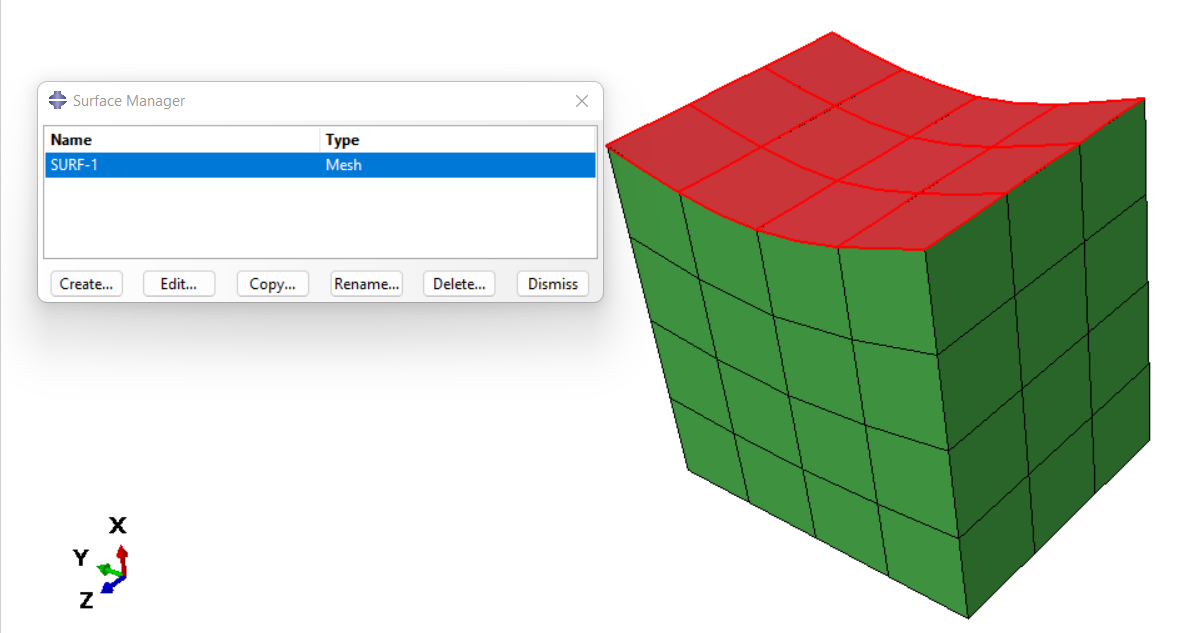 Surface Manager
Name Type
SURF-1 Mesh
Create... Edit... Copy... Rename... Delete... Dismiss
X
Y
Z